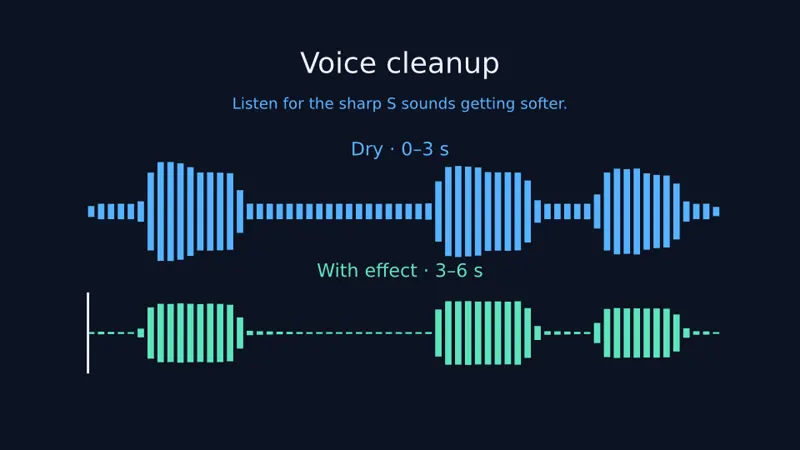 Voice cleanup
Listen for the sharp S sounds getting softer.
Dry · 0–3 s
With effect · 3–6 s